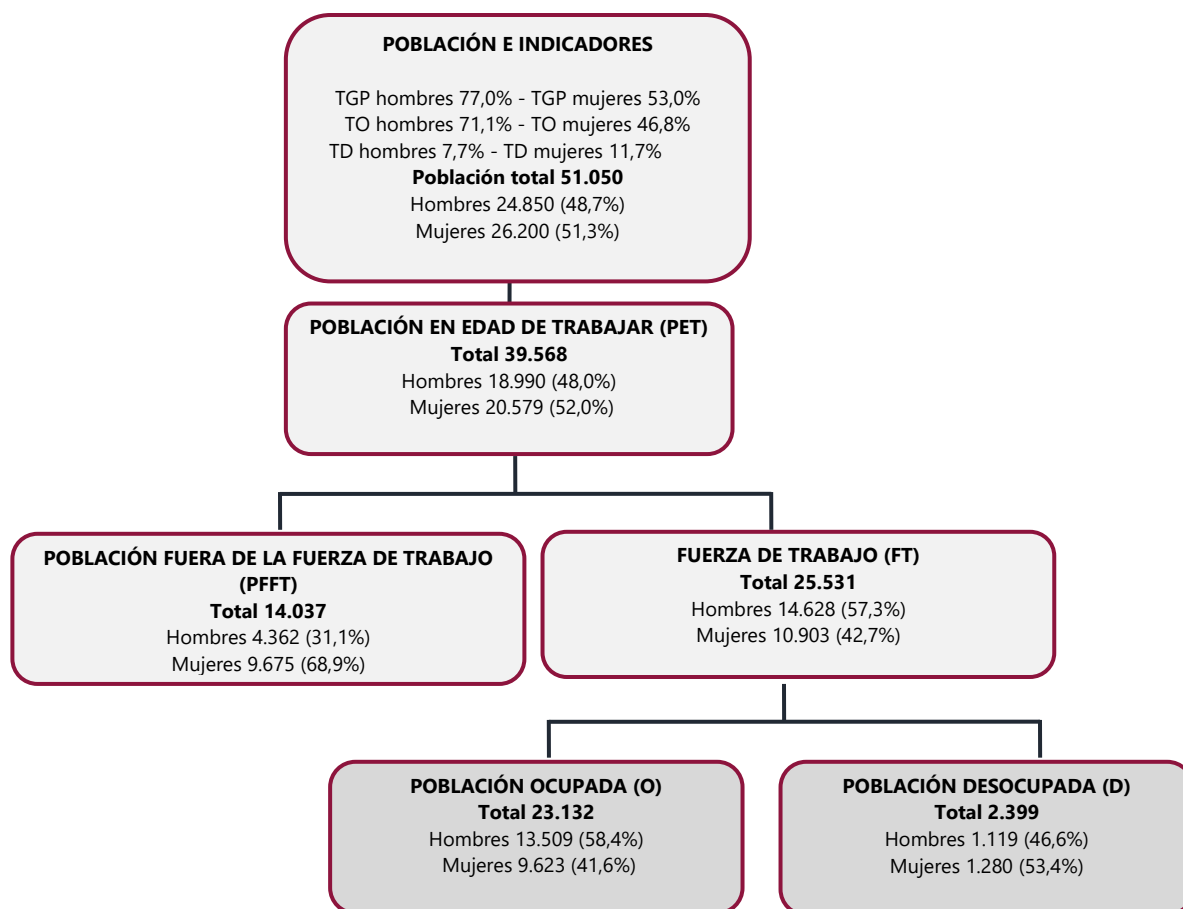 POBLACIÓN E INDICADORES
TGP hombres 77,0% - TGP mujeres 53,0%
TO hombres 71,1% - TO mujeres 46,8%
TD hombres 7,7% - TD mujeres 11,7%
Población total 51.050
Hombres 24.850 (48,7%)
Mujeres 26.200 (51,3%)
POBLACIÓN EN EDAD DE TRABAJAR (PET)
Total 39.568
Hombres 18.990 (48,0%)
Mujeres 20.579 (52,0%)
POBLACIÓN FUERA DE LA FUERZA DE TRABAJO
(PFFT)
Total 14.037
Hombres 4.362 (31,1%)
Mujeres 9.675 (68,9%)
FUERZA DE TRABAJO (FT)
Total 25.531
Hombres 14.628 (57,3%)
Mujeres 10.903 (42,7%)
POBLACIÓN OCUPADA (O)
Total 23.132
Hombres 13.509 (58,4%)
Mujeres 9.623 (41,6%)
POBLACIÓN DESOCUPADA (D)
Total 2.399
Hombres 1.119 (46,6%)
Mujeres 1.280 (53,4%)